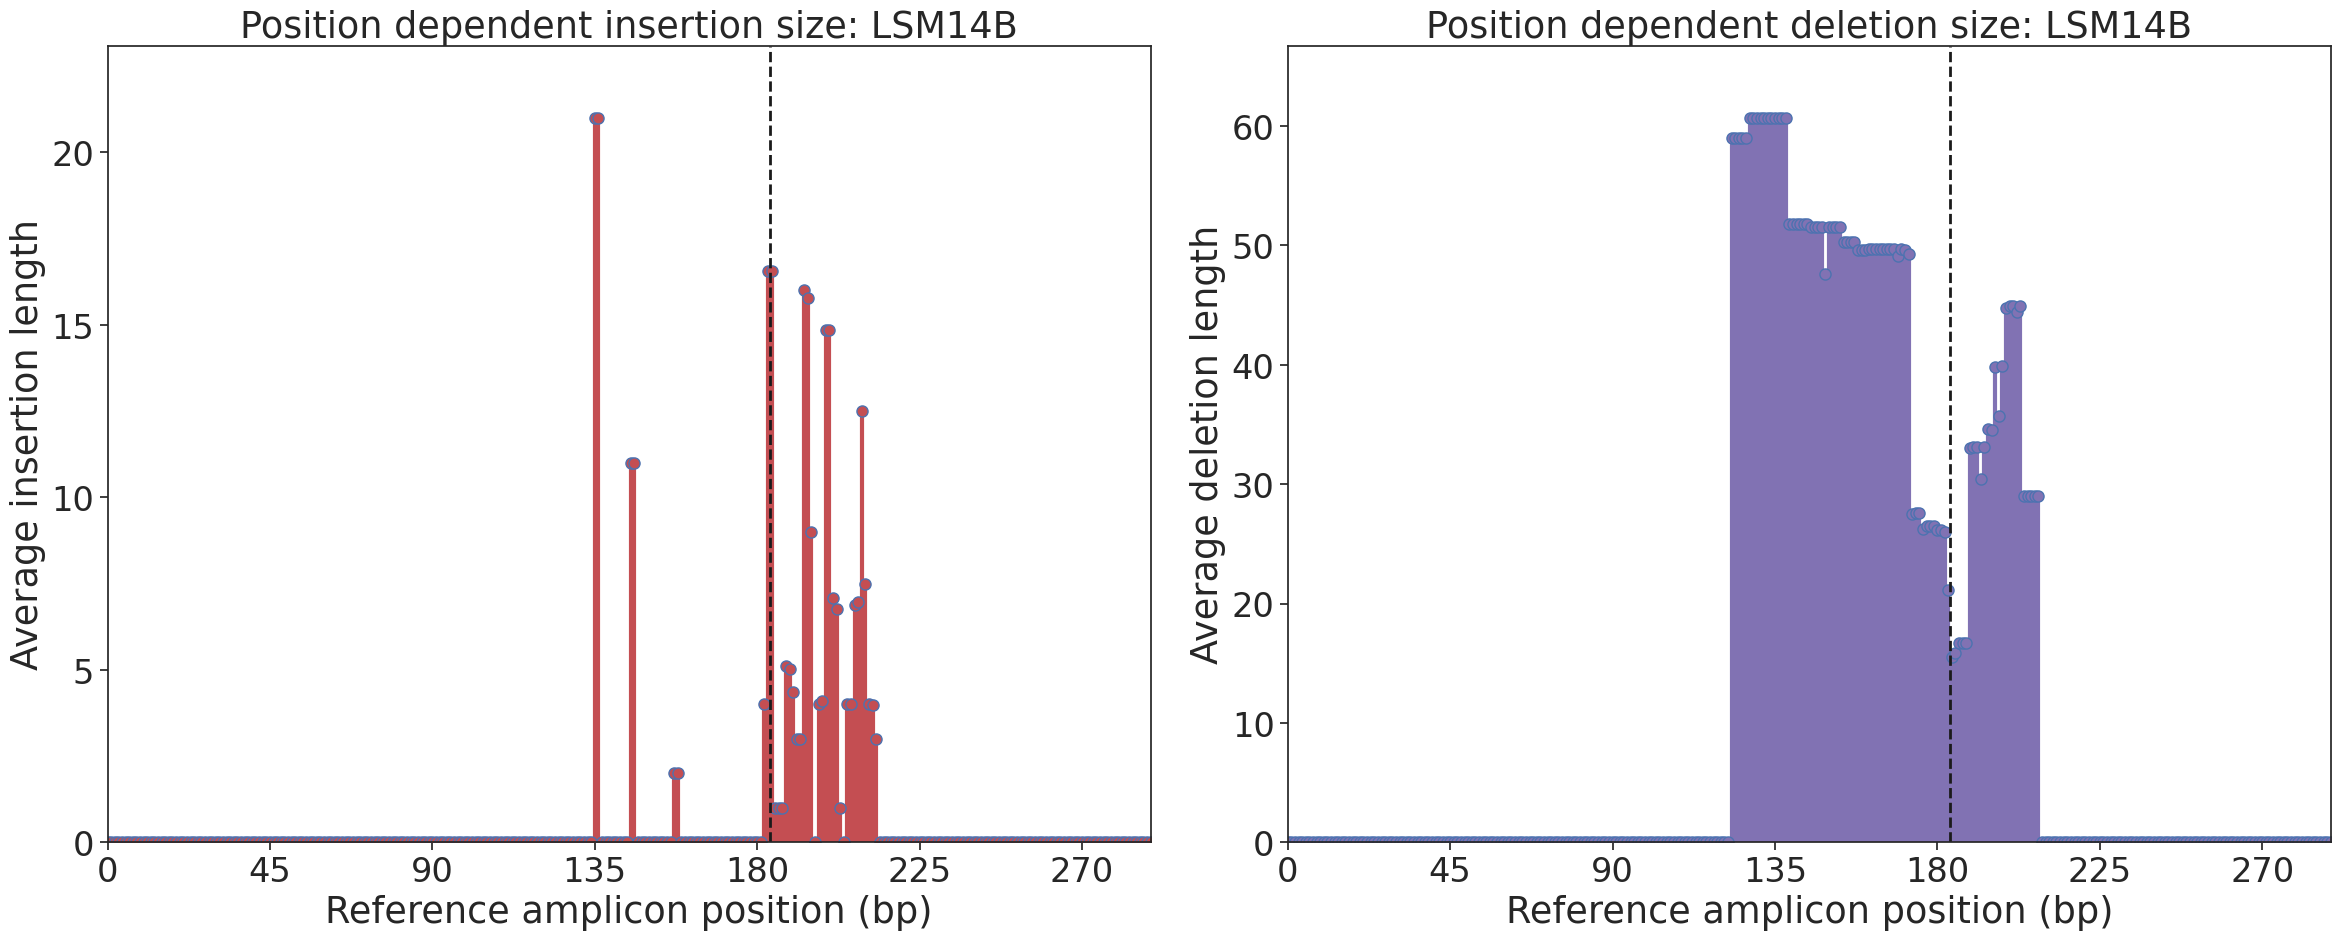 Position dependent insertion size: LSM14B
Average insertion length
20
15
10
5
0
0 45 90 135 180 225 270
Reference amplicon position (bp)
Position dependent deletion size: LSM14B
Average deletion length
60
50
40
30
20
10
0
0 45 90 135 180 225 270
Reference amplicon position (bp)